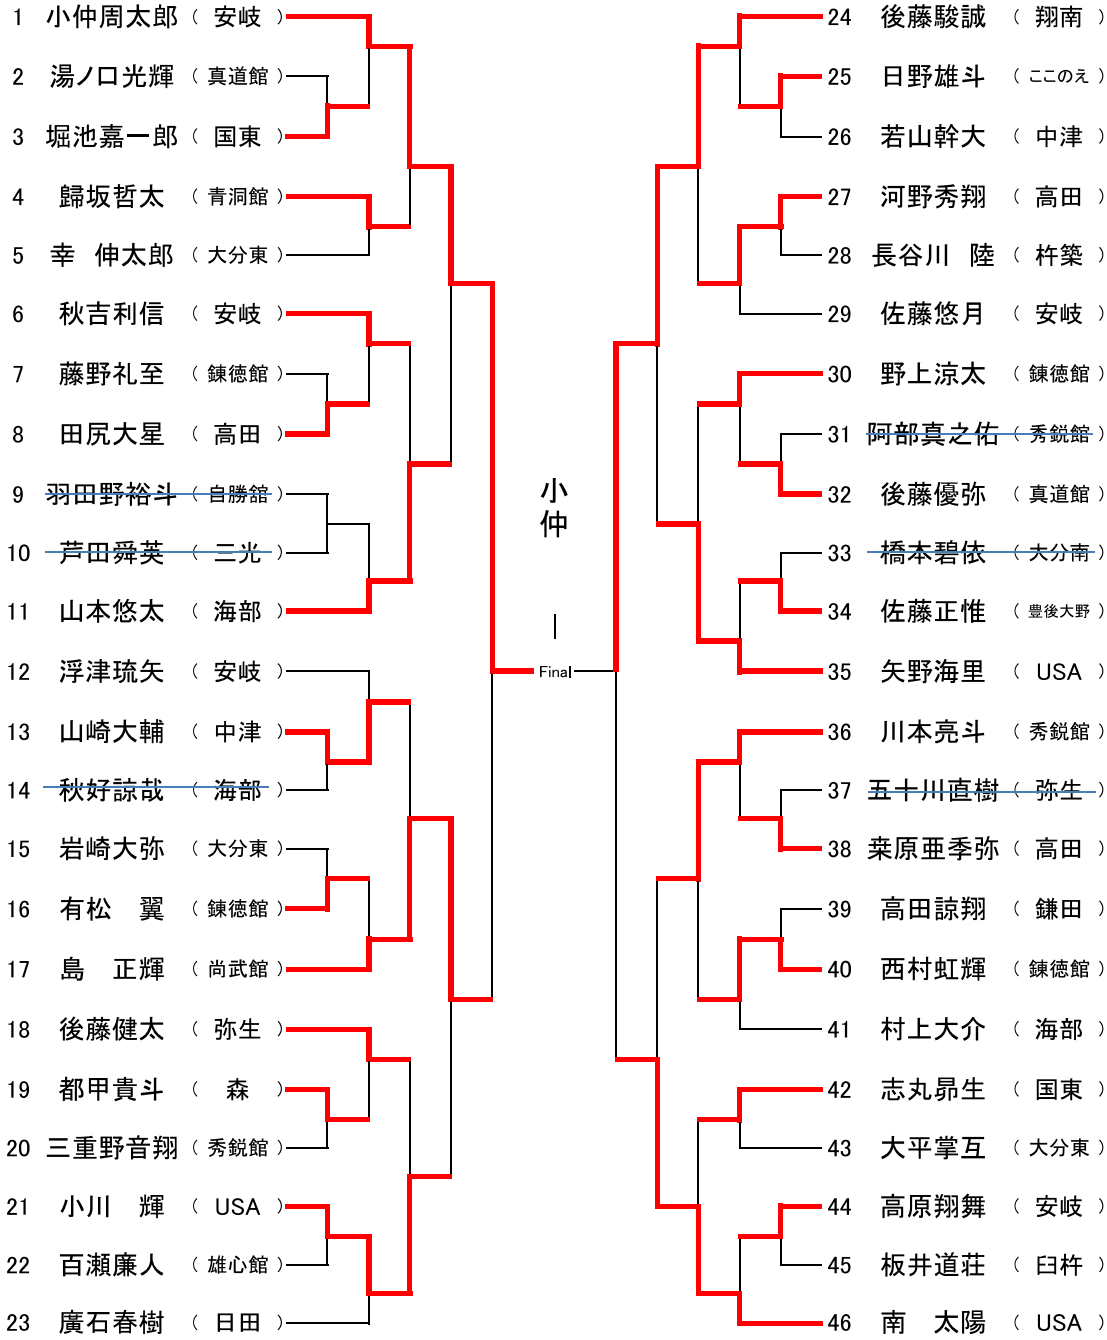 1 小仲周太郎 ( 安岐 )
2 湯ノ口光輝 ( 真道館 )
3 堀池嘉一郎 ( 国東 )
4 歸坂哲太 ( 青洞館 )
5 幸 伸太郎 ( 大分東 )
6 秋吉利信 ( 安岐 )
7 藤野礼至 ( 錬徳館 )
8 田尻大星 ( 高田 )
9 羽田野裕斗 ( 自勝舘 )
10 芦田舜英 ( 三光 )
11 山本悠太 ( 海部 )
12 浮津琉矢 ( 安岐 )
13 山崎大輔 ( 中津 )
14 秋好諒哉 ( 海部 )
15 岩崎大弥 ( 大分東 )
16 有松 翼 ( 錬徳館 )
17 島 正輝 ( 尚武館 )
18 後藤健太 ( 弥生 )
19 都甲貴斗 ( 森 )
20 三重野音翔 ( 秀鋭館 )
21 小川 輝 ( USA )
22 百瀬廉人 ( 雄心館 )
23 廣石春樹 ( 日田 )
小仲
Final
24 後藤駿誠 ( 翔南 )
25 日野雄斗 ( ここのえ )
26 若山幹大 ( 中津 )
27 河野秀翔 ( 高田 )
28 長谷川 陸 ( 杵築 )
29 佐藤悠月 ( 安岐 )
30 野上涼太 ( 錬徳館 )
31 阿部真之佑 ( 秀鋭館 )
32 後藤優弥 ( 真道館 )
33 橋本碧依 ( 大分南 )
34 佐藤正惟 ( 豊後大野 )
35 矢野海里 ( USA )
36 川本亮斗 ( 秀鋭館 )
37 五十川直樹 ( 弥生 )
38 桒原亜季弥 ( 高田 )
39 高田諒翔 ( 鎌田 )
40 西村虹輝 ( 錬徳館 )
41 村上大介 ( 海部 )
42 志丸昴生 ( 国東 )
43 大平掌互 ( 大分東 )
44 高原翔舞 ( 安岐 )
45 板井道荘 ( 臼杵 )
46 南 太陽 ( USA )